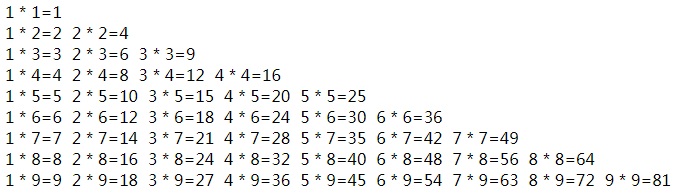 1 * 1=1
1 * 2=2 2 * 2=4
1 * 3=3 2 * 3=6 3 * 3=9
1 * 4=4 2 * 4=8 3 * 4=12 4 * 4=16
1 * 5=5 2 * 5=10 3 * 5=15 4 * 5=20 5 * 5=25
1 * 6=6 2 * 6=12 3 * 6=18 4 * 6=24 5 * 6=30 6 * 6=36
1 * 7=7 2 * 7=14 3 * 7=21 4 * 7=28 5 * 7=35 6 * 7=42 7 * 7=49
1 * 8=8 2 * 8=16 3 * 8=24 4 * 8=32 5 * 8=40 6 * 8=48 7 * 8=56 8 * 8=64
1 * 9=9 2 * 9=18 3 * 9=27 4 * 9=36 5 * 9=45 6 * 9=54 7 * 9=63 8 * 9=72 9 * 9=81